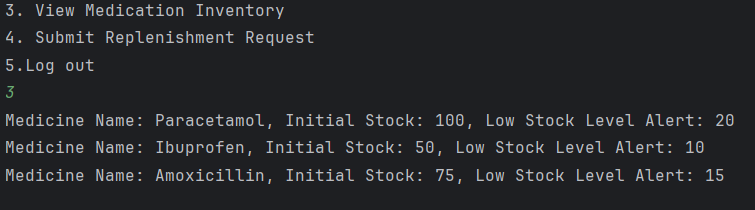 3. View Medication Inventory
4. Submit Replenishment Request
5.Log out
3
Medicine Name: Paracetamol, Initial Stock: 100, Low Stock Level Alert: 20
Medicine Name: Ibuprofen, Initial Stock: 50, Low Stock Level Alert: 10
Medicine Name: Amoxicillin, Initial Stock: 75, Low Stock Level Alert: 15